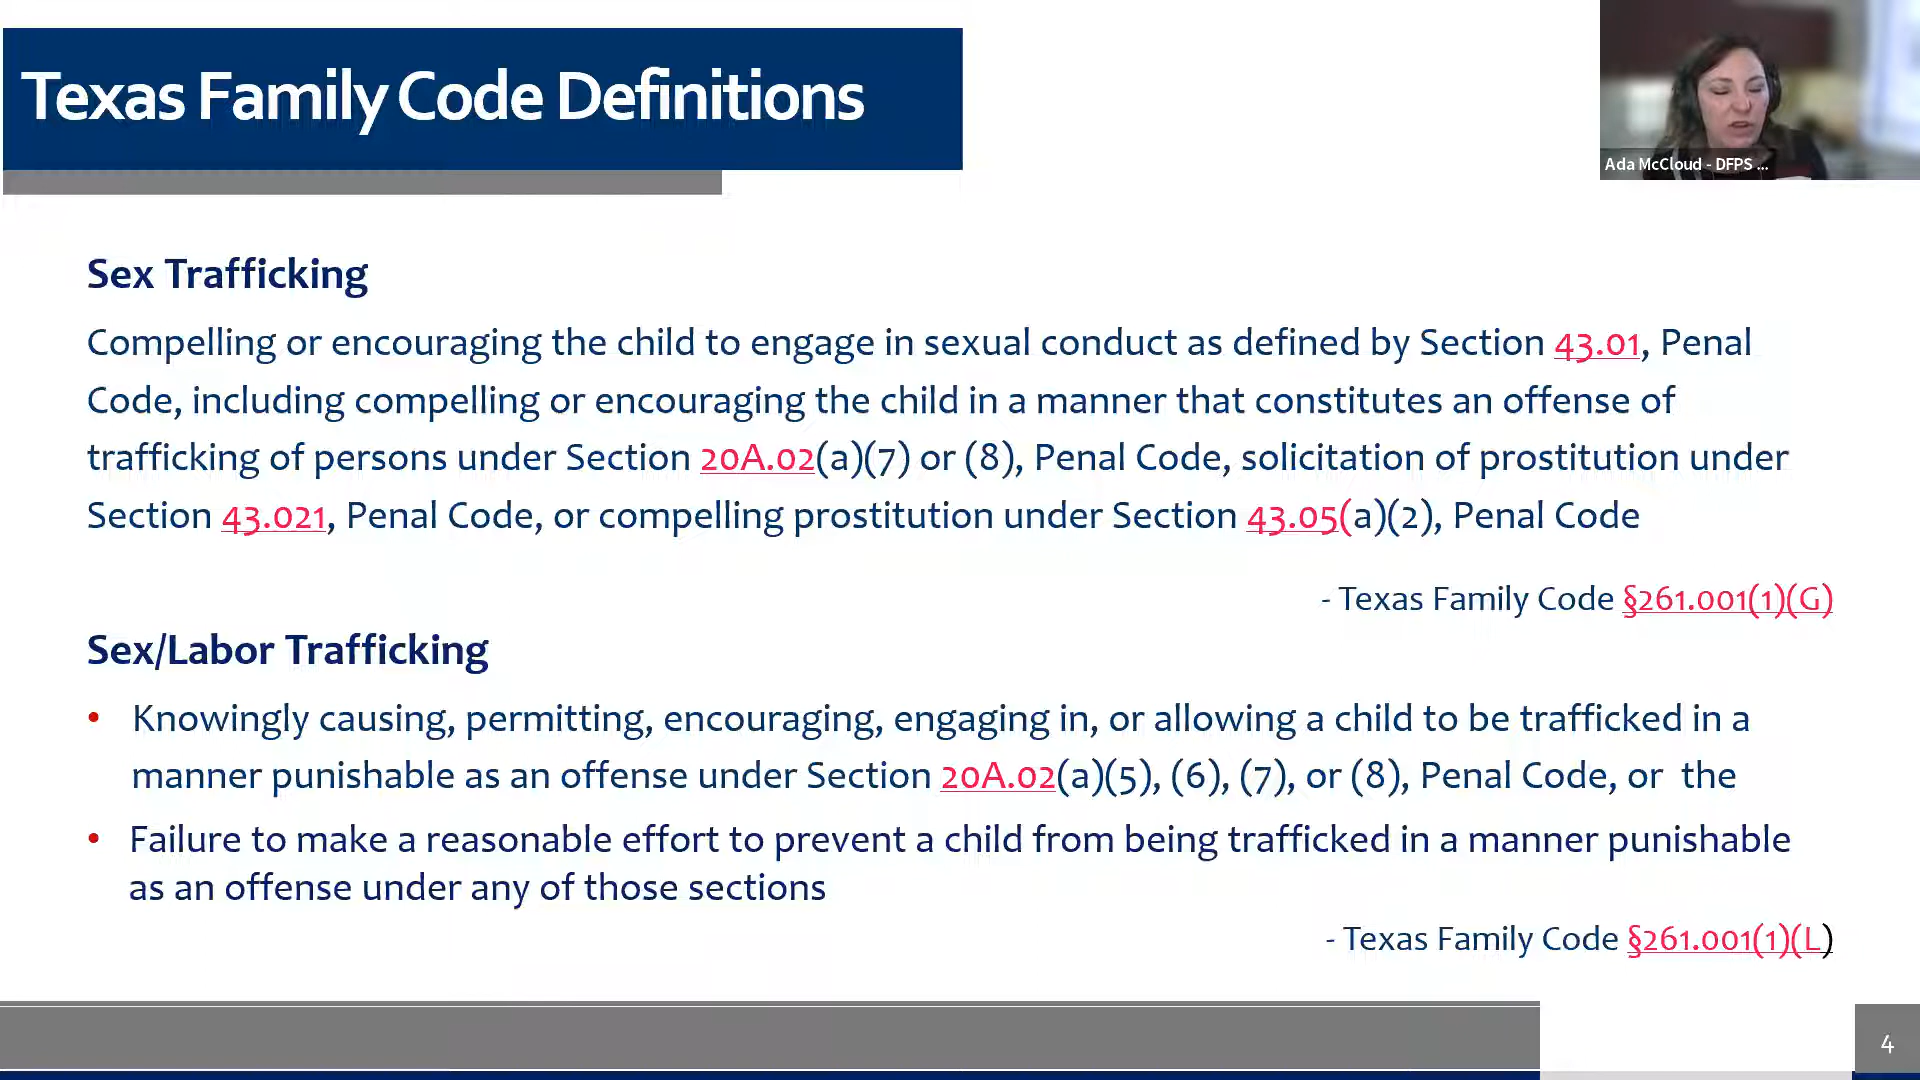 Texas Family Code Definitions
Ada McCloud - DFPS ...
Sex Trafficking
Compelling or encouraging the child to engage in sexual conduct as defined by Section 43.01, Penal
Code, including compelling or encouraging the child in a manner that constitutes an offense of
trafficking of persons under Section 20A.02(a)(7) or (8), Penal Code, solicitation of prostitution under
Section 43.021, Penal Code, or compelling prostitution under Section 43.05(a)(2), Penal Code
- Texas Family Code §261.001(1)(G)
Sex/Labor Trafficking
• Knowingly causing, permitting, encouraging, engaging in, or allowing a child to be trafficked in a
manner punishable as an offense under Section 20A.02(a)(5), (6), (7), or (8), Penal Code, or  the
• Failure to make a reasonable effort to prevent a child from being trafficked in a manner punishable
as an offense under any of those sections
- Texas Family Code §261.001(1)(L)
4